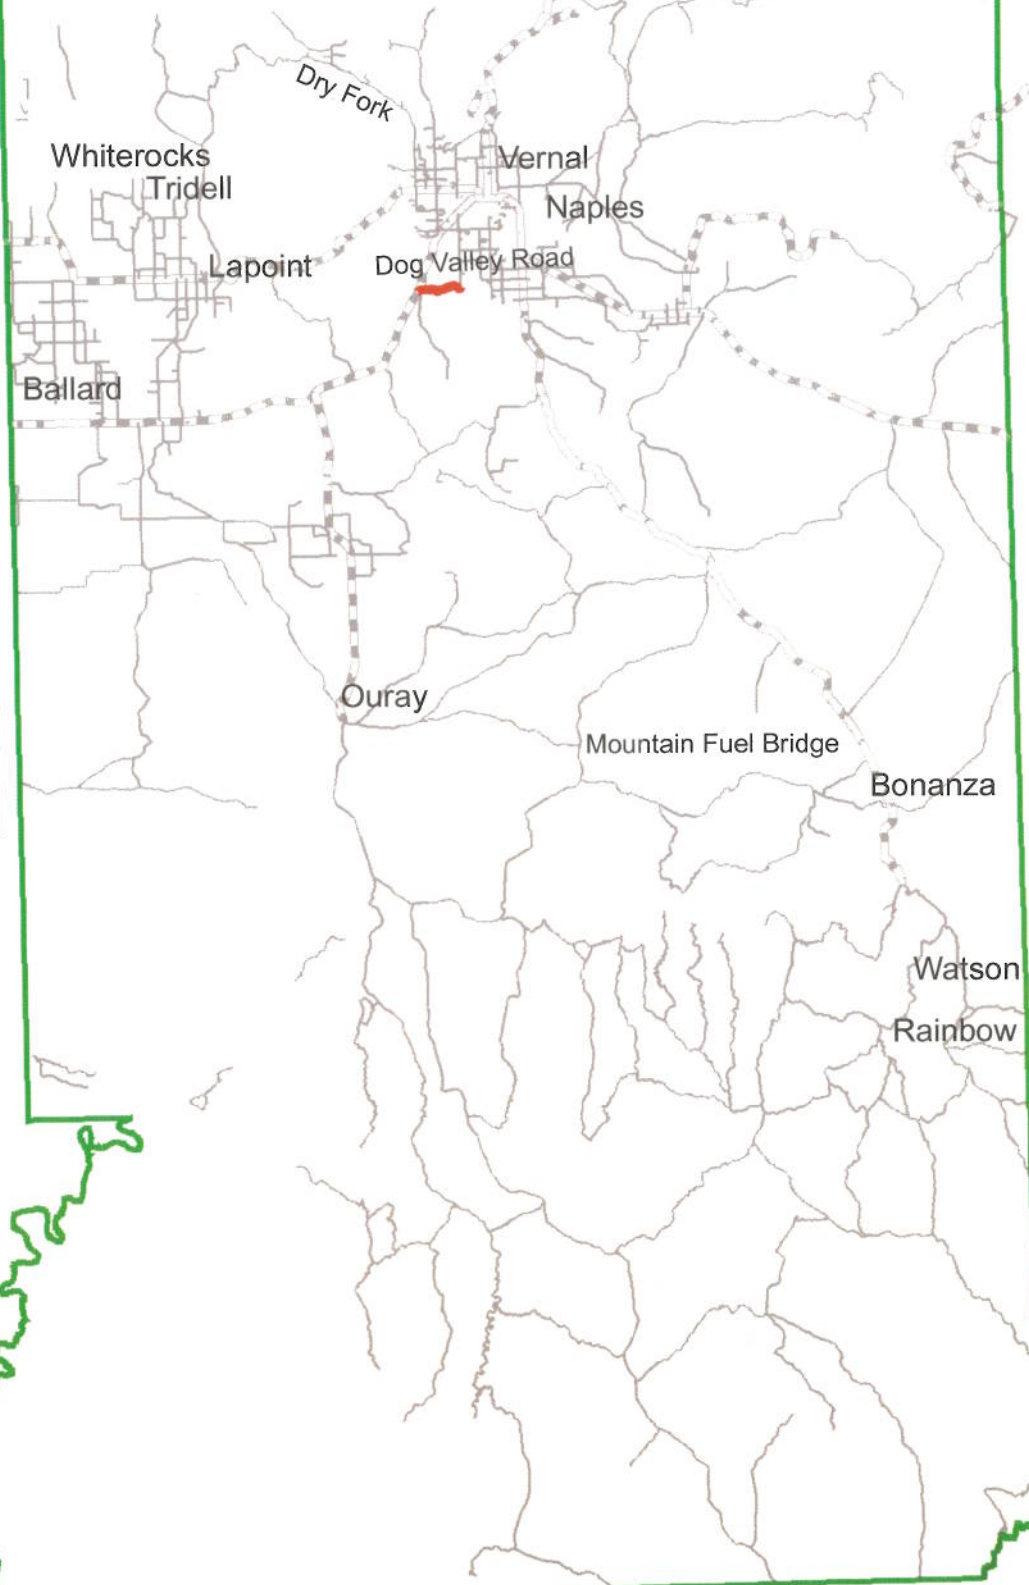 Dry Fork
Whiterocks
Vernal
Tridell
Naples
Lapoint
Dog Valley Road
Ballard
Ouray
Mountain Fuel Bridge
Bonanza
Watson
Rainbow